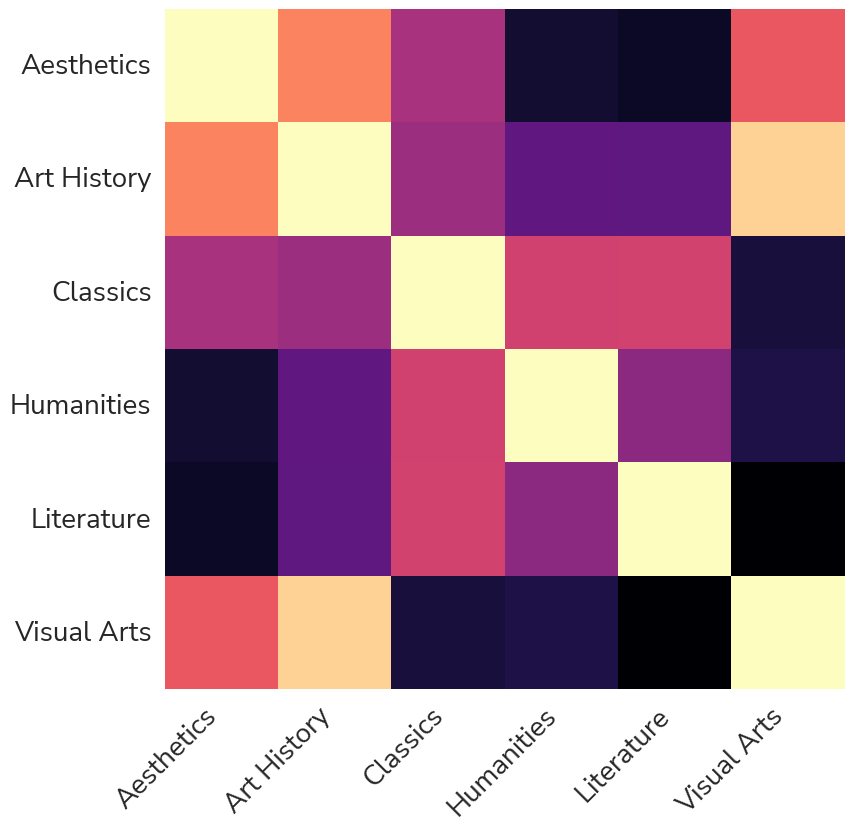 Aesthetics
Art History
Classics
Humanities
Literature
Visual Arts
Aesthetics
Art History
Classics
Humanities
Literature
Visual Arts